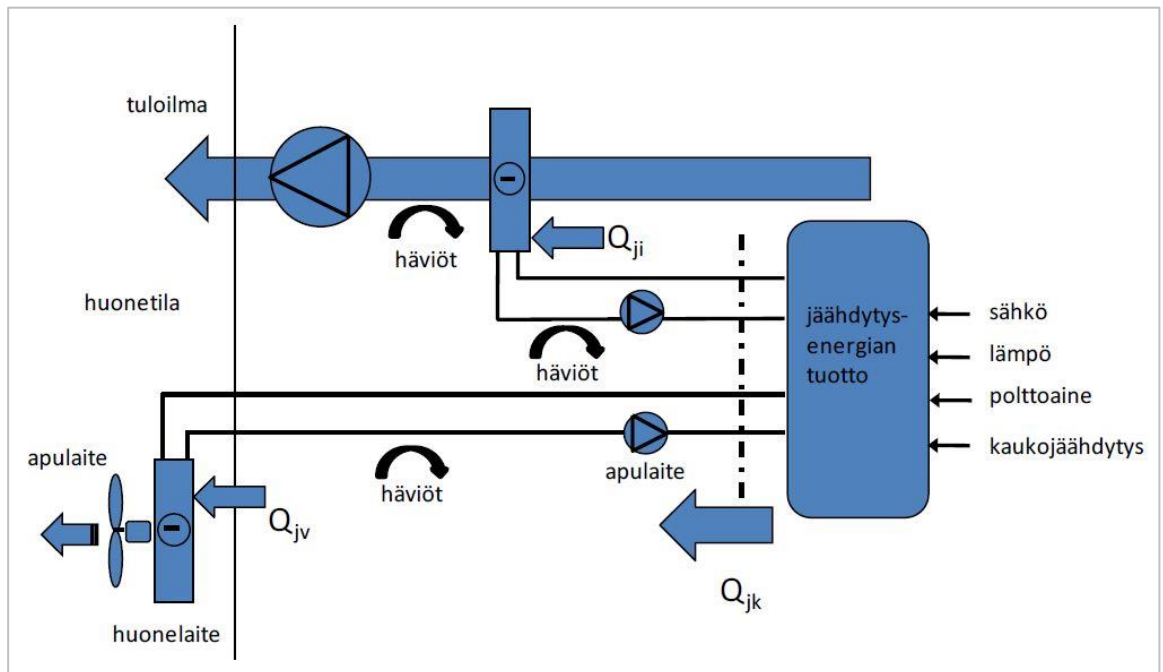 tuloilma
Q_ji
häviöt
huonetila
jäähdytys-
energian
tuotto
sähkö
lämpö
polttoaine
kaukojäähdytys
häviöt
apulaite
häviöt
apulaite
Q_jv
Q_jk
huonelaite